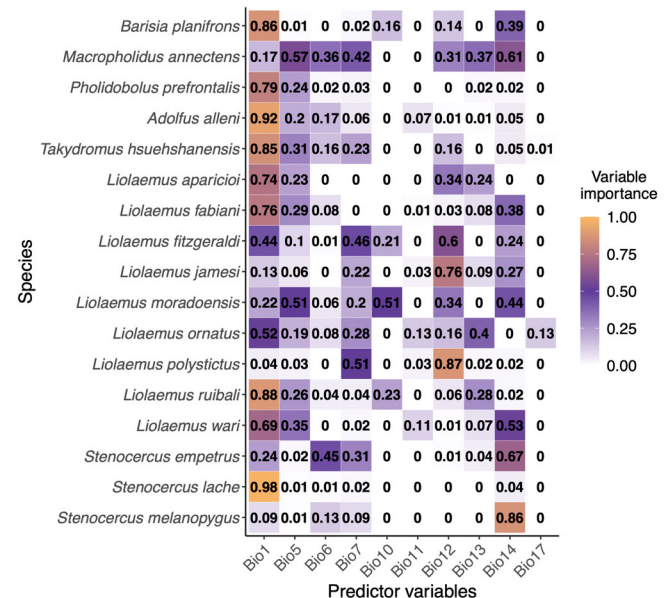 Barisia planifrons 0.86 0.01 0 0.02 0.16 0 0.14 0 0.39 0
Macropholidus annectens 0.17 0.57 0.36 0.42 0 0 0.31 0.37 0.61 0
Pholidobolus prefrontalis 0.79 0.24 0.02 0.03 0 0 0 0.02 0.02 0
Adolfus alleni 0.92 0.2 0.17 0.06 0 0.07 0.01 0.01 0.05 0
Takydromus hsuehshanensis 0.85 0.31 0.16 0.23 0 0 0.16 0 0.05 0.01
Liolaemus aparicioi 0.74 0.23 0 0 0 0 0.34 0.24 0 0
Liolaemus fabiani 0.76 0.29 0.08 0 0 0.01 0.03 0.08 0.38 0
Liolaemus fitzgeraldi 0.44 0.1 0.01 0.46 0.21 0 0.6 0 0.24 0
Liolaemus jamesi 0.13 0.06 0 0.22 0 0.03 0.76 0.09 0.27 0
Liolaemus moradoensis 0.22 0.51 0.06 0.2 0.51 0 0.34 0 0.44 0
Liolaemus ornatus 0.52 0.19 0.08 0.28 0 0.13 0.16 0.4 0 0.13
Liolaemus polystictus 0.04 0.03 0 0.51 0 0.03 0.87 0.02 0.02 0
Liolaemus ruibali 0.88 0.26 0.04 0.04 0.23 0 0.06 0.28 0.02 0
Liolaemus wari 0.69 0.35 0 0.02 0 0.11 0.01 0.07 0.53 0
Stenocercus empetrus 0.24 0.02 0.45 0.31 0 0 0.01 0.04 0.67 0
Stenocercus lache 0.98 0.01 0.01 0.02 0 0 0 0 0.04 0
Stenocercus melanopygus 0.09 0.01 0.13 0.09 0 0 0 0 0.86 0
Bio1 Bio5 Bio6 Bio7 Bio10 Bio11 Bio12 Bio13 Bio14 Bio17
Predictor variables
Species
Variable
importance
1.00
0.75
0.50
0.25
0.00